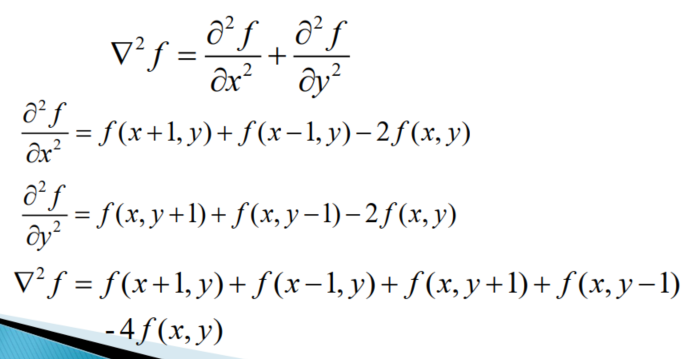 ∇²f = ∂²f/∂x² + ∂²f/∂y²
∂²f/∂x² = f(x+1, y) + f(x−1, y) − 2f(x, y)
∂²f/∂y² = f(x, y+1) + f(x, y−1) − 2f(x, y)
∇²f = f(x+1, y) + f(x−1, y) + f(x, y+1) + f(x, y−1)
-4f(x, y)